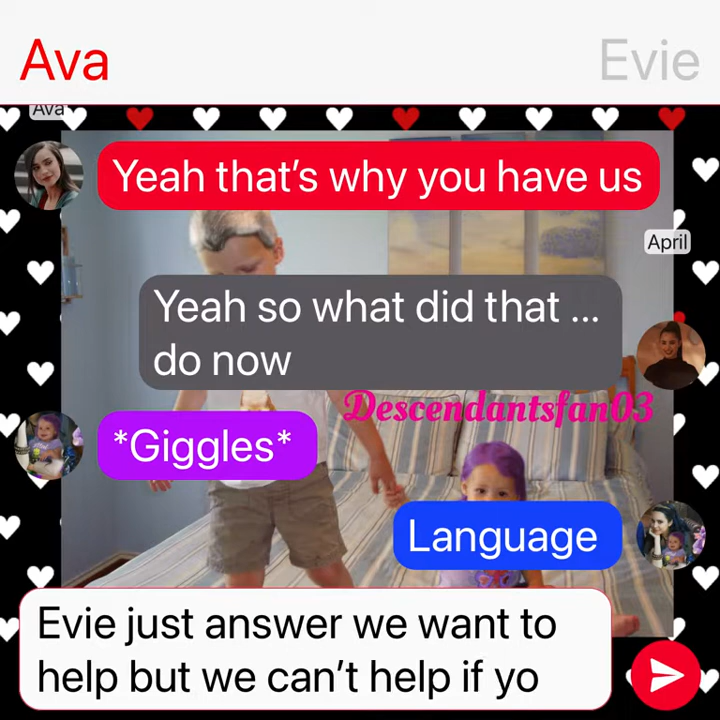 Ava
Evie
Ava
Yeah that’s why you have us
April
Yeah so what did that ...
do now
Descendantsfan03
*Giggles*
Language
Evie just answer we want to
help but we can’t help if yo